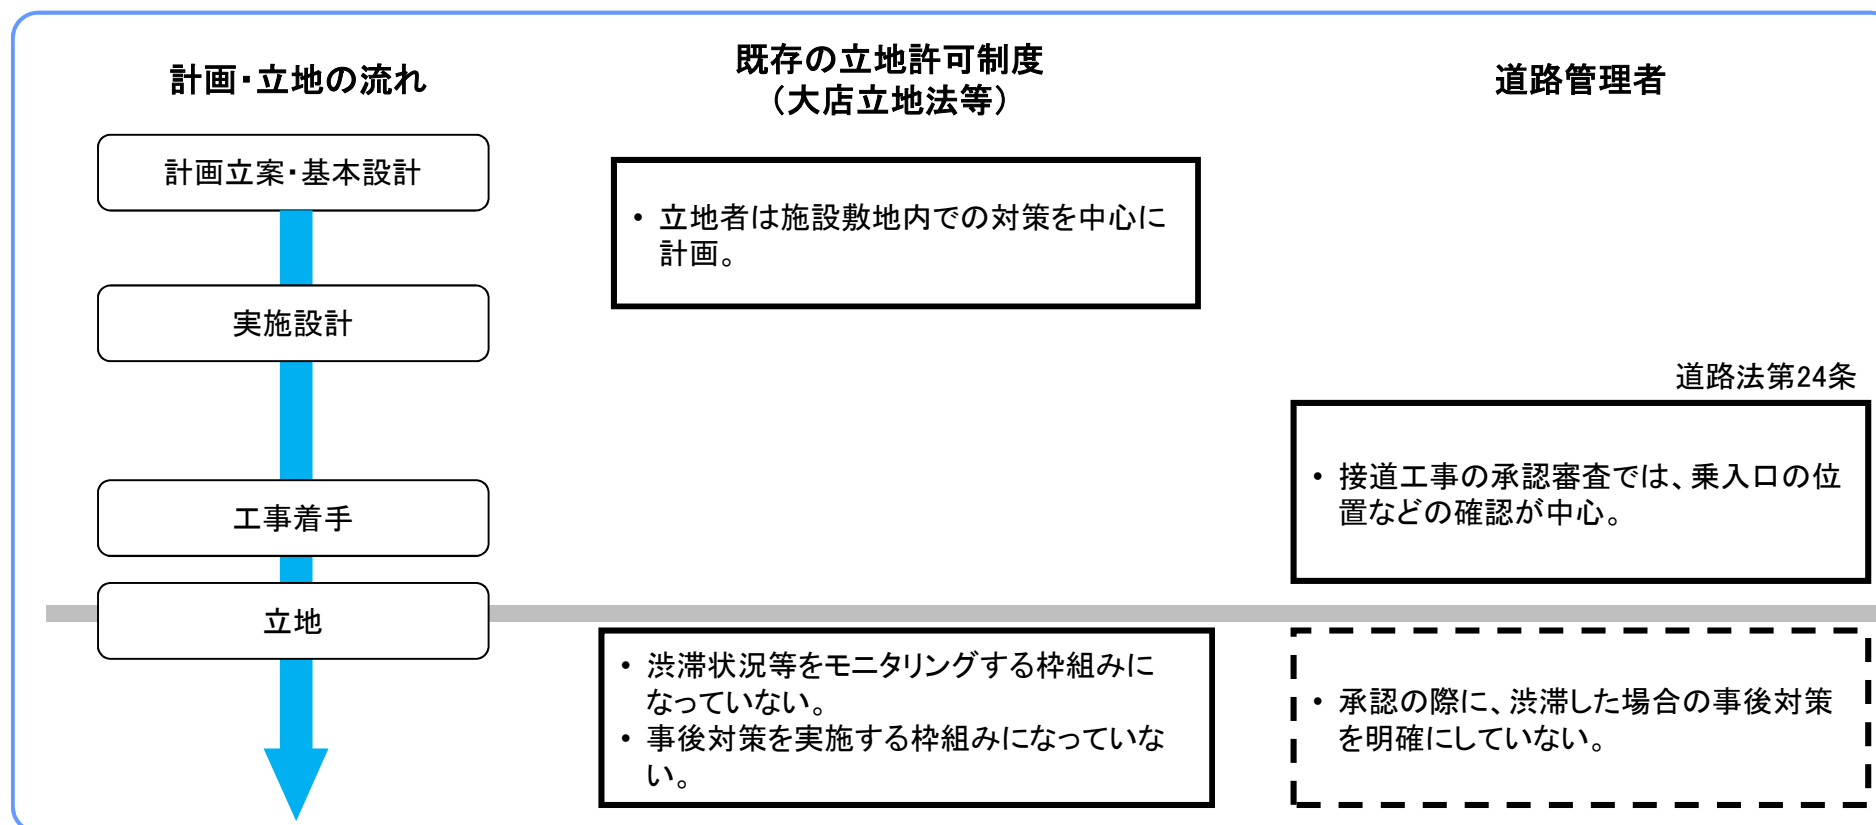 計画・立地の流れ
既存の立地許可制度
（大店立地法等）
道路管理者
計画立案・基本設計
• 立地者は施設敷地内での対策を中心に
計画。
実施設計
道路法第24条
• 接道工事の承認審査では、乗入口の位
置などの確認が中心。
工事着手
立地
• 渋滞状況等をモニタリングする枠組みに
なっていない。
• 事後対策を実施する枠組みになっていな
い。
• 承認の際に、渋滞した場合の事後対策
を明確にしていない。